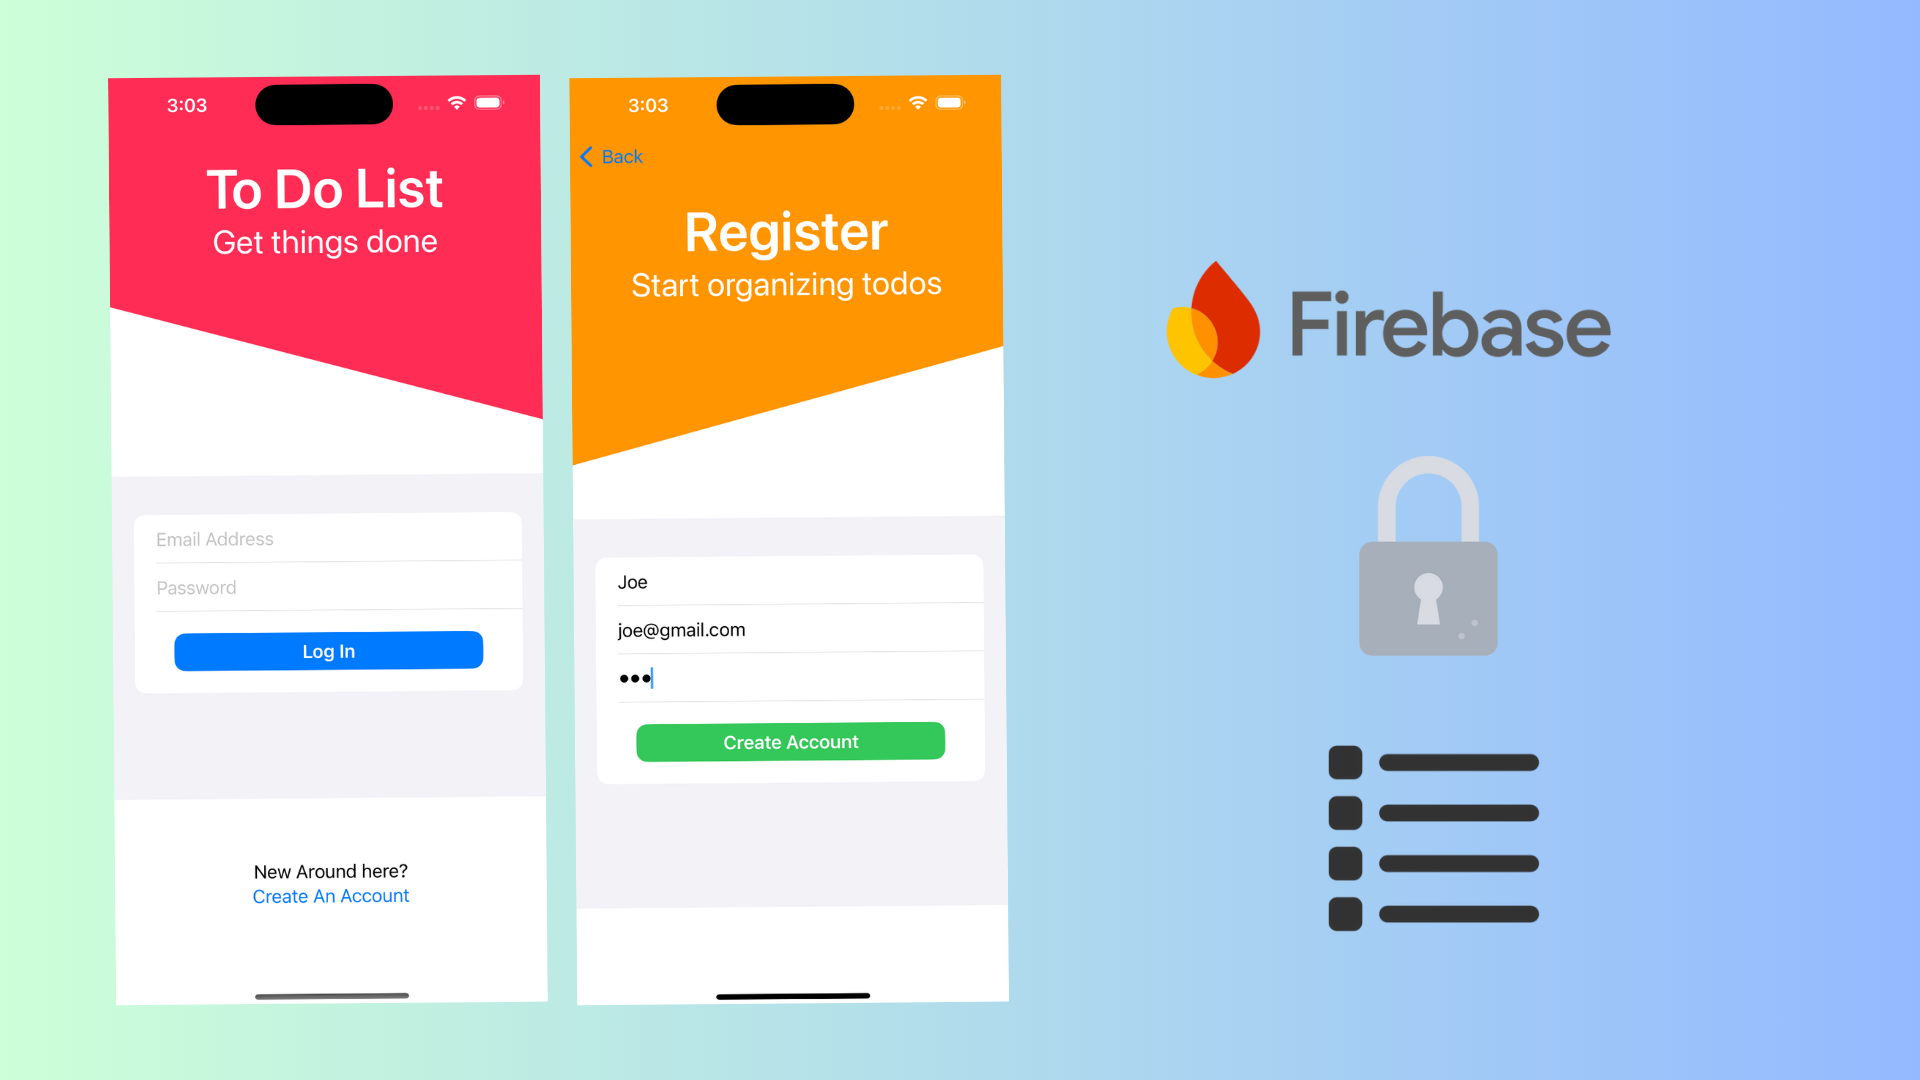 3:03
To Do List
Get things done
Email Address
Password
Log In
New Around here?
Create An Account
3:03
Back
Register
Start organizing todos
Joe
joe@gmail.com
•••
Create Account
Firebase